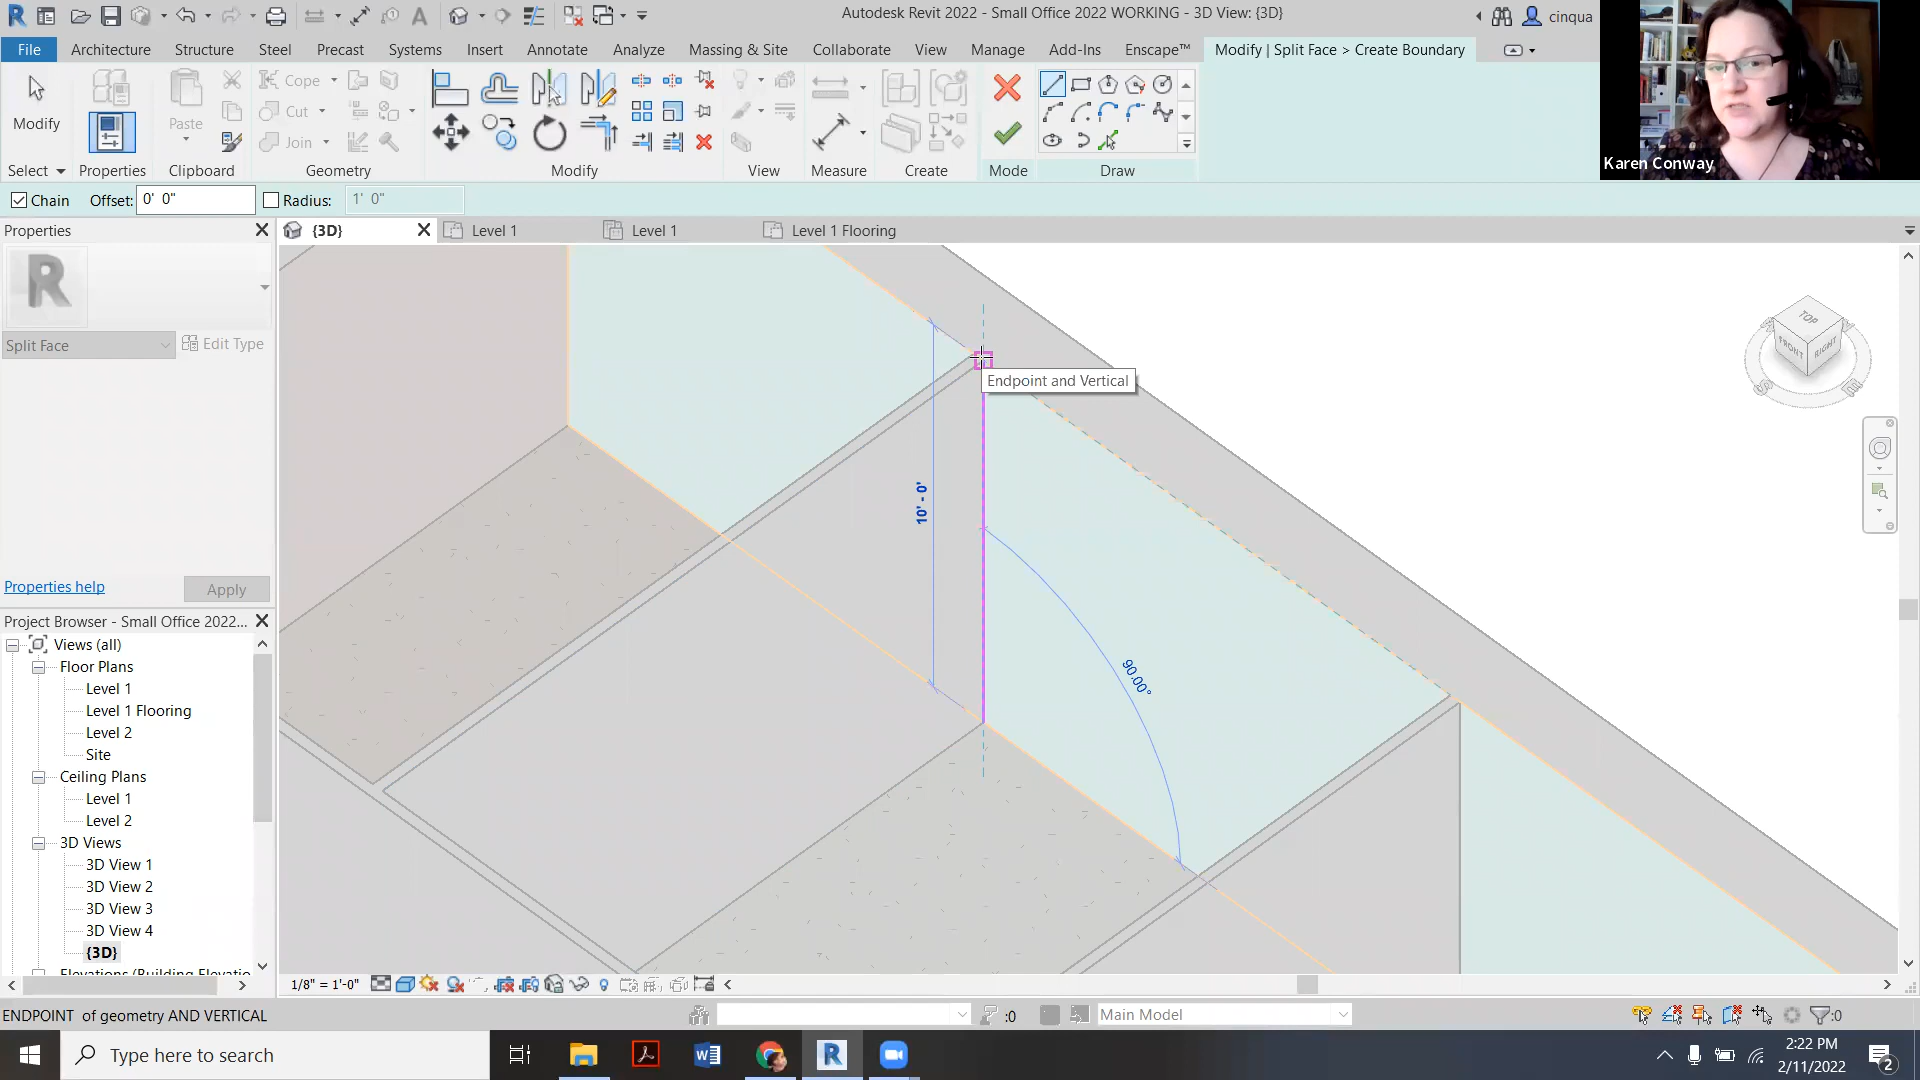 Autodesk Revit 2022 - Small Office 2022 WORKING - 3D View: {3D}
cinqua
File Architecture Structure Steel Precast Systems Insert Annotate Analyze Massing & Site Collaborate View Manage Add-Ins Enscape™ Modify | Split Face > Create Boundary
Modify
Paste
Cope
Cut
Join
Select Properties Clipboard Geometry Modify View Measure Create Mode Draw
Karen Conway
Chain Offset: 0' 0" Radius: 1' 0"
Properties
{3D} Level 1 Level 1 Level 1 Flooring
R
Split Face Edit Type
Properties help Apply
Project Browser - Small Office 2022...
Views (all)
Floor Plans
Level 1
Level 1 Flooring
Level 2
Site
Ceiling Plans
Level 1
Level 2
3D Views
3D View 1
3D View 2
3D View 3
3D View 4
{3D}
Elevations (Building Elevatio
Endpoint and Vertical
10' - 0"
90.00°
TOP
FRONT
RIGHT
S
E
1/8" = 1'-0"
ENDPOINT of geometry AND VERTICAL
:0
Main Model
:0
Type here to search
2:22 PM
2/11/2022
2